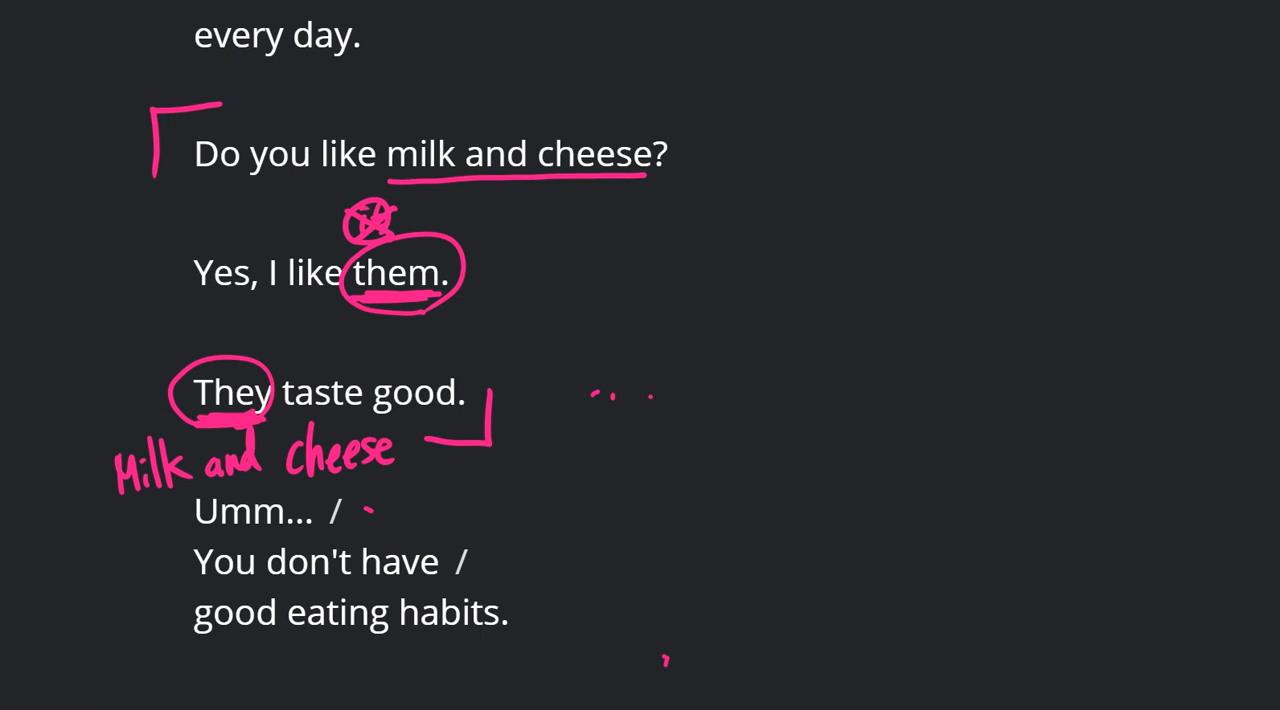 every day.
Do you like milk and cheese?
Yes, I like them.
They taste good.
Milk and cheese
Umm... /
You don't have /
good eating habits.